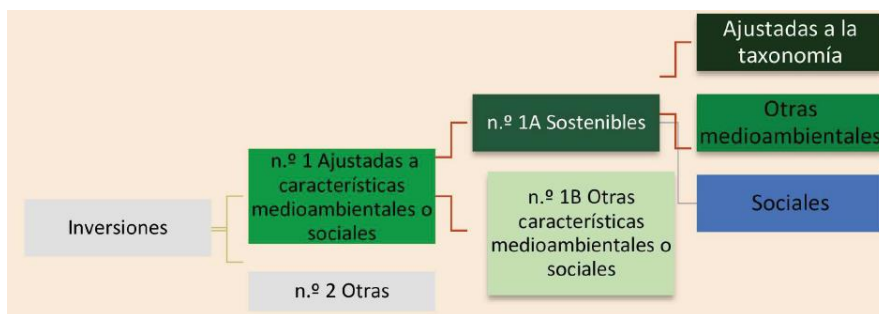 Inversiones
n.º 1 Ajustadas a
características
medioambientales o
sociales
n.º 2 Otras
n.º 1A Sostenibles
n.º 1B Otras
características
medioambientales o
sociales
Ajustadas a la
taxonomía
Otras
medioambientales
Sociales